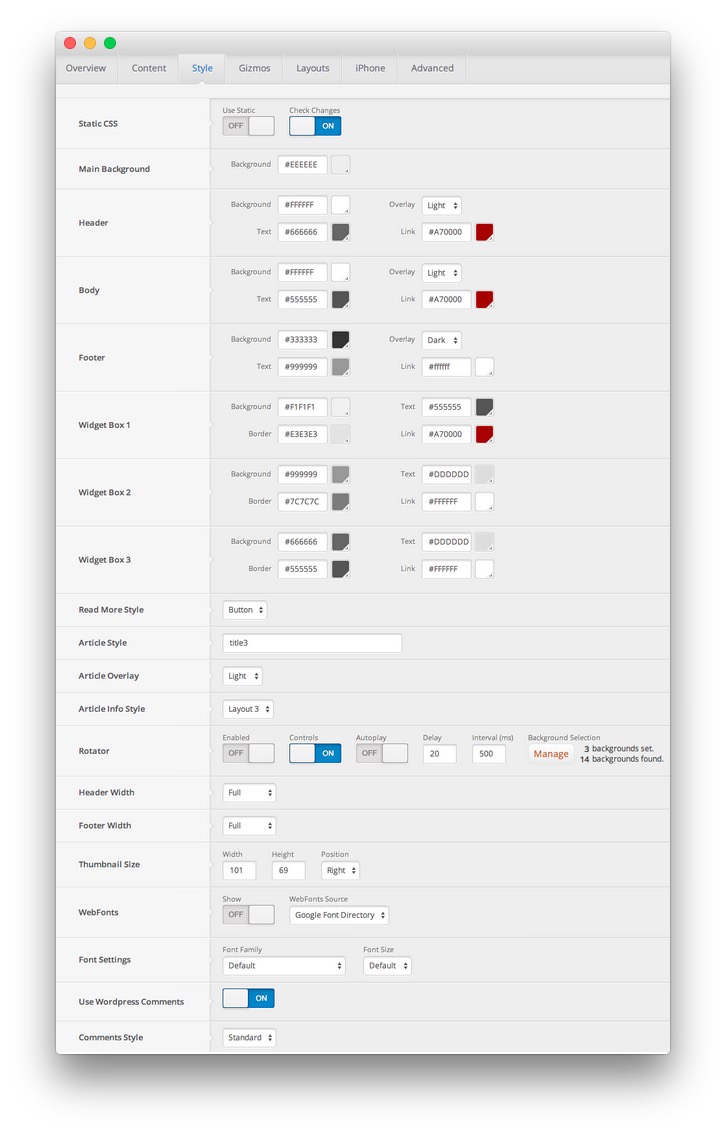 Overview Content Style Gizmos Layouts iPhone Advanced
Use Static Check Changes
Static CSS OFF ON
Main Background Background #EEEEEE
Background #FFFFFF Overlay Light
Header
Text #666666 Link #A70000
Background #FFFFFF Overlay Light
Body
Text #555555 Link #A70000
Background #333333 Overlay Dark
Footer
Text #999999 Link #ffffff
Background #F1F1F1 Text #555555
Widget Box 1
Border #E3E3E3 Link #A70000
Background #999999 Text #DDDDDD
Widget Box 2
Border #7C7C7C Link #FFFFFF
Background #666666 Text #DDDDDD
Widget Box 3
Border #555555 Link #FFFFFF
Read More Style Button
Article Style title3
Article Overlay Light
Article Info Style Layout 3
Enabled Controls Autoplay Delay Interval (ms) Background Selection
Rotator OFF ON OFF 20 500 Manage 3 backgrounds set.
14 backgrounds found.
Header Width Full
Footer Width Full
Width Height Position
Thumbnail Size 101 69 Right
Show WebFonts Source
WebFonts OFF Google Font Directory
Font Family Font Size
Font Settings Default Default
Use Wordpress Comments ON
Comments Style Standard